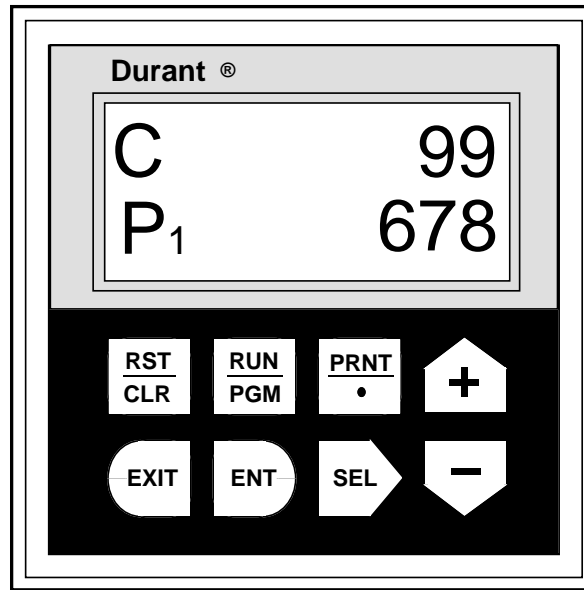 Durant ®
C 99
P₁ 678
RST RUN PRNT +
CLR PGM •
EXIT ENT SEL −